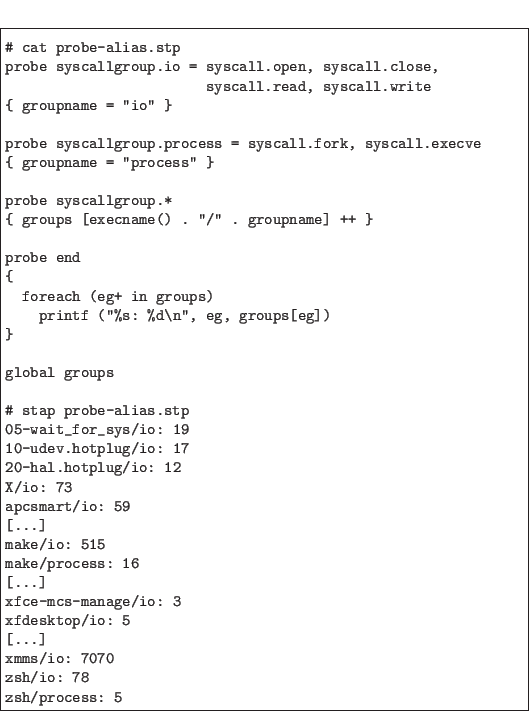 # cat probe-alias.stp
probe syscallgroup.io = syscall.open, syscall.close,
                        syscall.read, syscall.write
{ groupname = "io" }

probe syscallgroup.process = syscall.fork, syscall.execve
{ groupname = "process" }

probe syscallgroup.*
{ groups [execname() . "/" . groupname] ++ }

probe end
{
  foreach (eg+ in groups)
    printf ("%s: %d\n", eg, groups[eg])
}

global groups

# stap probe-alias.stp
05-wait_for_sys/io: 19
10-udev.hotplug/io: 17
20-hal.hotplug/io: 12
X/io: 73
apcsmart/io: 59
[...]
make/io: 515
make/process: 16
[...]
xfce-mcs-manage/io: 3
xfdesktop/io: 5
[...]
xmms/io: 7070
zsh/io: 78
zsh/process: 5